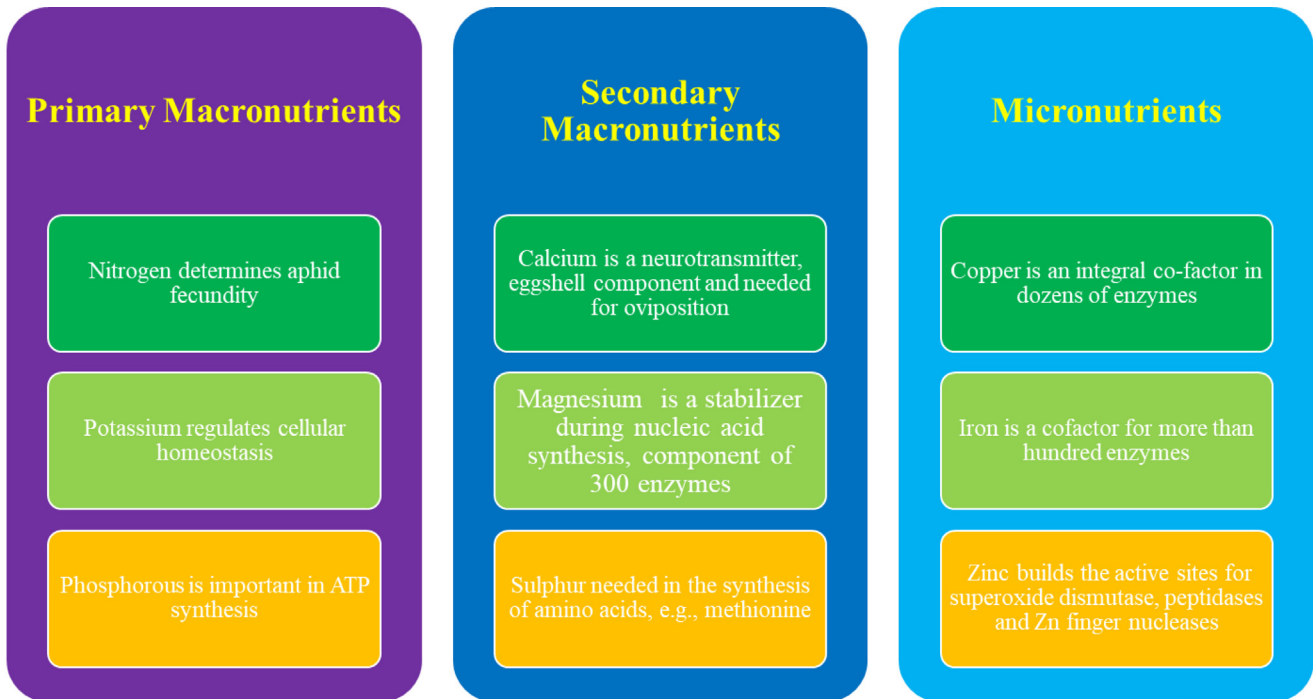 Primary Macronutrients
Nitrogen determines aphid
fecundity
Potassium regulates cellular
homeostasis
Phosphorous is important in ATP
synthesis
Secondary
Macronutrients
Calcium is a neurotransmitter,
eggshell component and needed
for oviposition
Magnesium  is a stabilizer
during nucleic acid
synthesis, component of
300 enzymes
Sulphur needed in the synthesis
of amino acids, e.g., methionine
Micronutrients
Copper is an integral co-factor in
dozens of enzymes
Iron is a cofactor for more than
hundred enzymes
Zinc builds the active sites for
superoxide dismutase, peptidases
and Zn finger nucleases